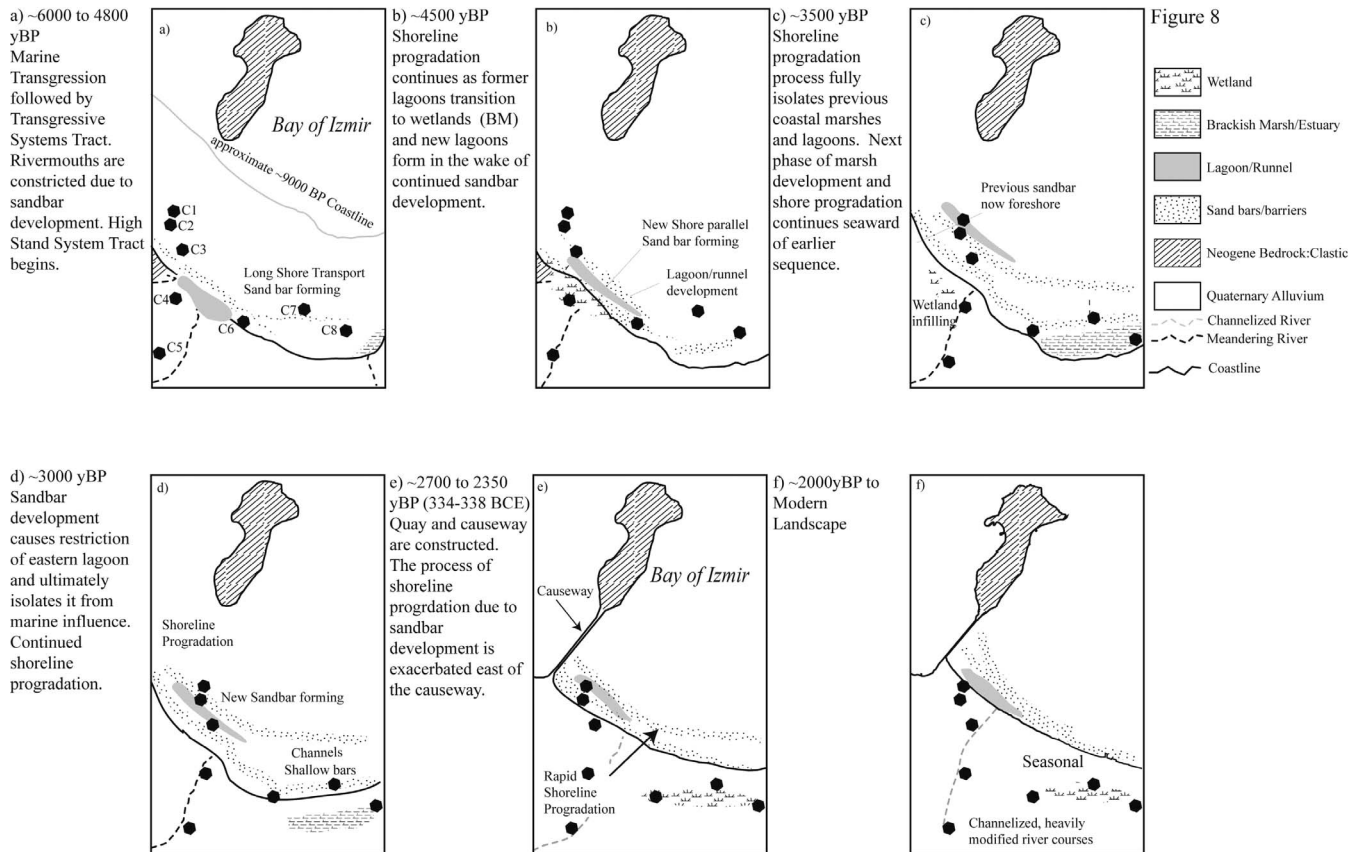 a) ~6000 to 4800
yBP
Marine
Transgression
followed by
Transgressive
Systems Tract.
Rivermouths are
constricted due to
sandbar
development. High
Stand System Tract
begins.
a)
Bay of Izmir
approximate ~9000 BP Coastline
C1
C2
C3
Long Shore Transport
Sand bar forming
C4
C7
C6
C8
C5
b) ~4500 yBP
Shoreline
progradation
continues as former
lagoons transition
to wetlands (BM)
and new lagoons
form in the wake of
continued sandbar
development.
b)
New Shore parallel
Sand bar forming
Lagoon/runnel
development
c) ~3500 yBP
Shoreline
progradation
process fully
isolates previous
coastal marshes
and lagoons. Next
phase of marsh
development and
shore progradation
continues seaward
of earlier
sequence.
c)
Previous sandbar
now foreshore
Wetland
infilling
Figure 8
Wetland
Brackish Marsh/Estuary
Lagoon/Runnel
Sand bars/barriers
Neogene Bedrock:Clastic
Quaternary Alluvium
Channelized River
Meandering River
Coastline
d) ~3000 yBP
Sandbar
development
causes restriction
of eastern lagoon
and ultimately
isolates it from
marine influence.
Continued
shoreline
progradation.
d)
Shoreline
Progradation
New Sandbar forming
Channels
Shallow bars
e) ~2700 to 2350
yBP (334-338 BCE)
Quay and causeway
are constructed.
The process of
shoreline
progrdation due to
sandbar
development is
exacerbated east of
the causeway.
e)
Bay of Izmir
Causeway
Rapid
Shoreline
Progradation
f) ~2000yBP to
Modern
Landscape
f)
Seasonal
Channelized, heavily
modified river courses